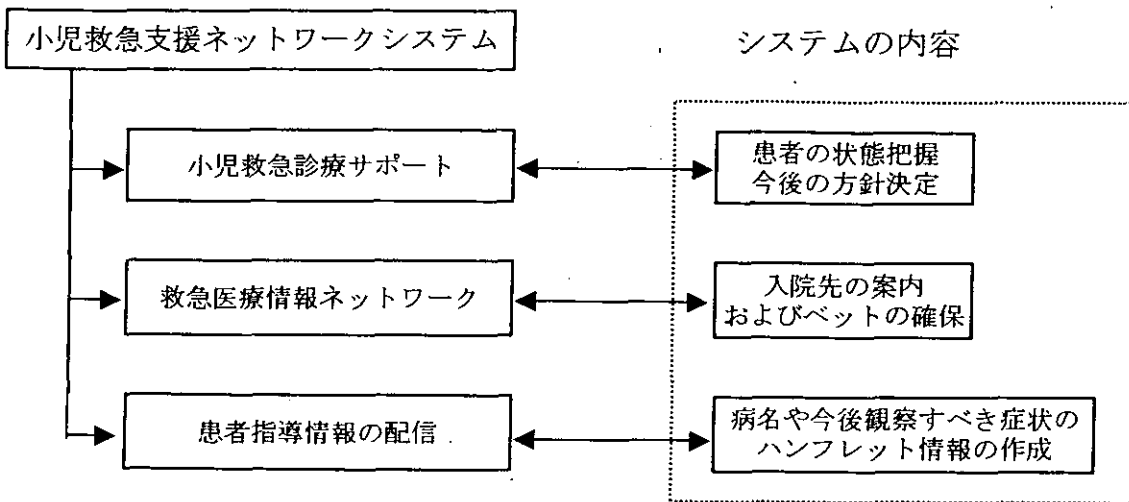 小児救急支援ネットワークシステム
システムの内容
小児救急診療サポート
患者の状態把握
今後の方針決定
救急医療情報ネットワーク
入院先の案内
およびベットの確保
患者指導情報の配信
病名や今後観察すべき症状の
ハンフレット情報の作成